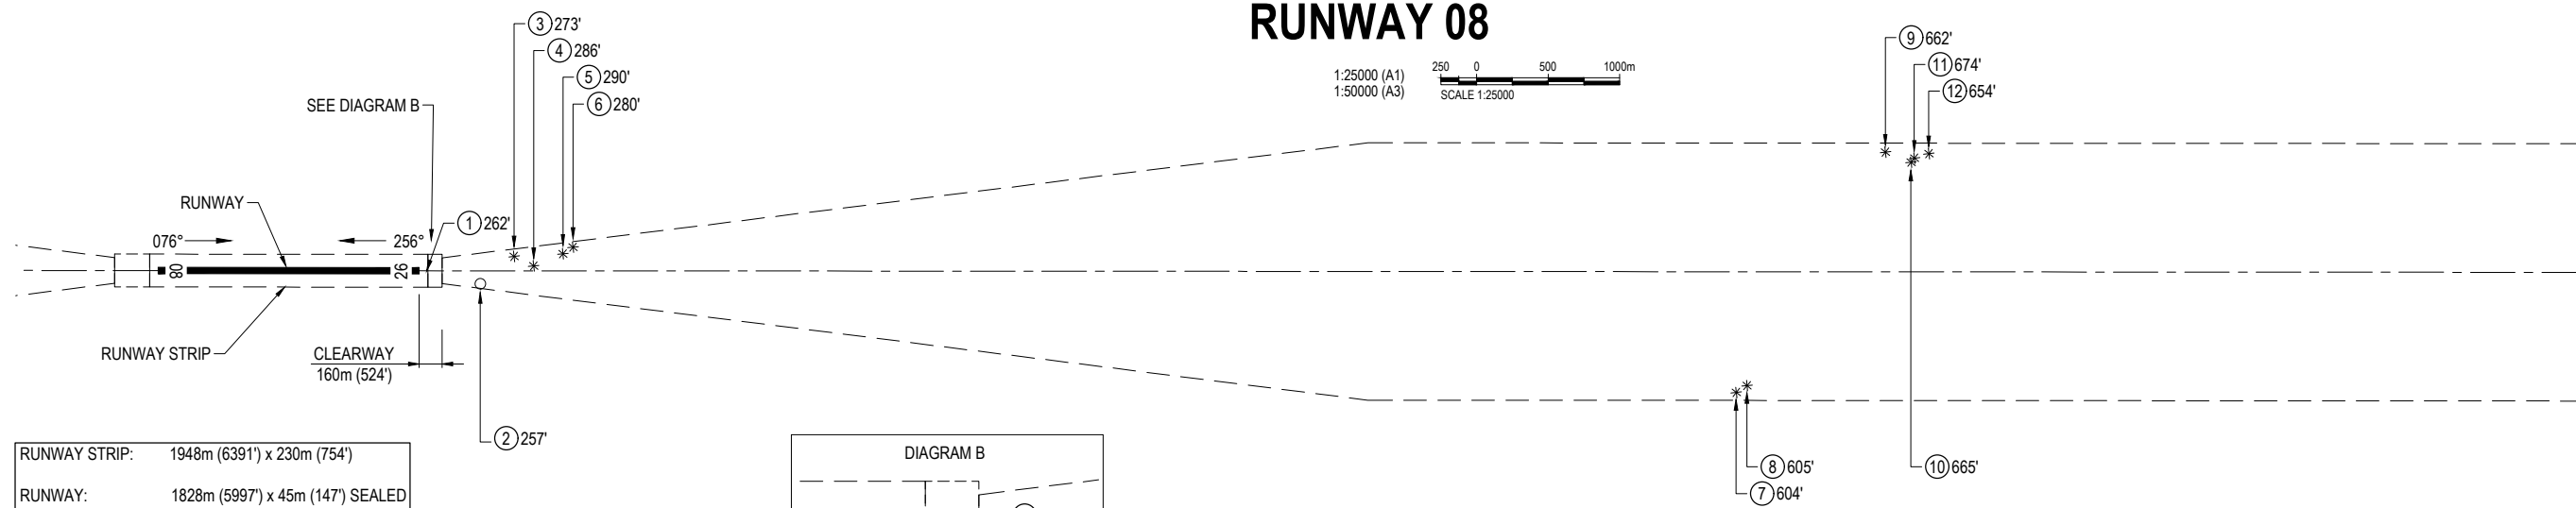 RUNWAY 08
1:25000 (A1)
1:50000 (A3)
250 0 500 1000m
SCALE 1:25000
3 273'
4 286'
5 290'
6 280'
9 662'
11 674'
12 654'
SEE DIAGRAM B
RUNWAY
1 262'
076°
256°
08
26
RUNWAY STRIP
CLEARWAY
160m (524')
2 257'
8 605'
7 604'
10 665'
RUNWAY STRIP: 1948m (6391') x 230m (754')
RUNWAY: 1828m (5997') x 45m (147') SEALED
DIAGRAM B